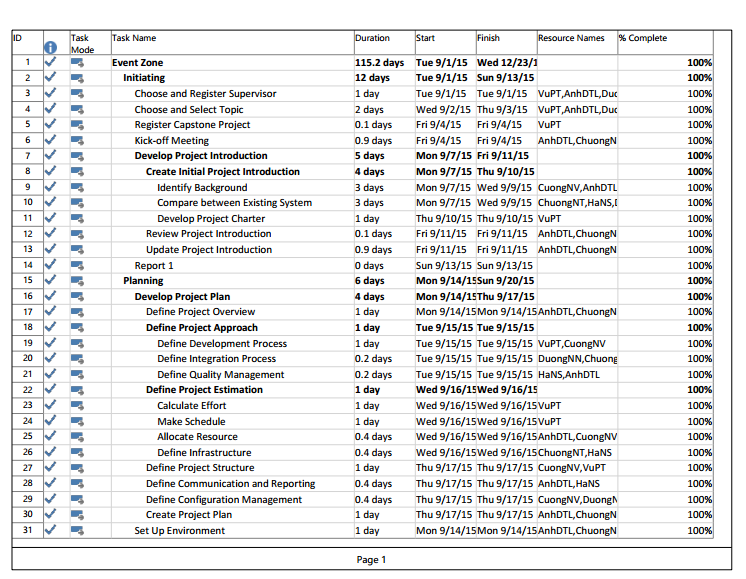 ID Task Mode Task Name Duration Start Finish Resource Names % Complete
1 Event Zone 115.2 days Tue 9/1/15 Wed 12/23/1 100%
2 Initiating 12 days Tue 9/1/15 Sun 9/13/15 100%
3 Choose and Register Supervisor 1 day Tue 9/1/15 Tue 9/1/15 VuPT,AnhDTL,Duc 100%
4 Choose and Select Topic 2 days Wed 9/2/15 Thu 9/3/15 VuPT,AnhDTL,Duc 100%
5 Register Capstone Project 0.1 days Fri 9/4/15 Fri 9/4/15 VuPT 100%
6 Kick-off Meeting 0.9 days Fri 9/4/15 Fri 9/4/15 AnhDTL,ChuongN 100%
7 Develop Project Introduction 5 days Mon 9/7/15 Fri 9/11/15 100%
8 Create Initial Project Introduction 4 days Mon 9/7/15 Thu 9/10/15 100%
9 Identify Background 3 days Mon 9/7/15 Wed 9/9/15 CuongNV,AnhDTL 100%
10 Compare between Existing System 3 days Mon 9/7/15 Wed 9/9/15 ChuongNT,HaNS,I 100%
11 Develop Project Charter 1 day Thu 9/10/15 Thu 9/10/15 VuPT 100%
12 Review Project Introduction 0.1 days Fri 9/11/15 Fri 9/11/15 AnhDTL,ChuongN 100%
13 Update Project Introduction 0.9 days Fri 9/11/15 Fri 9/11/15 AnhDTL,ChuongN 100%
14 Report 1 0 days Sun 9/13/15 Sun 9/13/15 100%
15 Planning 6 days Mon 9/14/15 Sun 9/20/15 100%
16 Develop Project Plan 4 days Mon 9/14/15 Thu 9/17/15 100%
17 Define Project Overview 1 day Mon 9/14/15 Mon 9/14/15 AnhDTL,ChuongN 100%
18 Define Project Approach 1 day Tue 9/15/15 Tue 9/15/15 100%
19 Define Development Process 1 day Tue 9/15/15 Tue 9/15/15 VuPT,CuongNV 100%
20 Define Integration Process 0.2 days Tue 9/15/15 Tue 9/15/15 DuongNN,Chuong 100%
21 Define Quality Management 0.2 days Tue 9/15/15 Tue 9/15/15 HaNS,AnhDTL 100%
22 Define Project Estimation 1 day Wed 9/16/15 Wed 9/16/15 100%
23 Calculate Effort 1 day Wed 9/16/15 Wed 9/16/15 VuPT 100%
24 Make Schedule 1 day Wed 9/16/15 Wed 9/16/15 VuPT 100%
25 Allocate Resource 0.4 days Wed 9/16/15 Wed 9/16/15 AnhDTL,CuongNV 100%
26 Define Infrastructure 0.4 days Wed 9/16/15 Wed 9/16/15 ChuongNT,HaNS 100%
27 Define Project Structure 1 day Thu 9/17/15 Thu 9/17/15 CuongNV,VuPT 100%
28 Define Communication and Reporting 0.4 days Thu 9/17/15 Thu 9/17/15 AnhDTL,HaNS 100%
29 Define Configuration Management 0.4 days Thu 9/17/15 Thu 9/17/15 CuongNV,DuongN 100%
30 Create Project Plan 1 day Thu 9/17/15 Thu 9/17/15 AnhDTL,ChuongN 100%
31 Set Up Environment 1 day Mon 9/14/15 Mon 9/14/15 AnhDTL,ChuongN 100%
Page 1